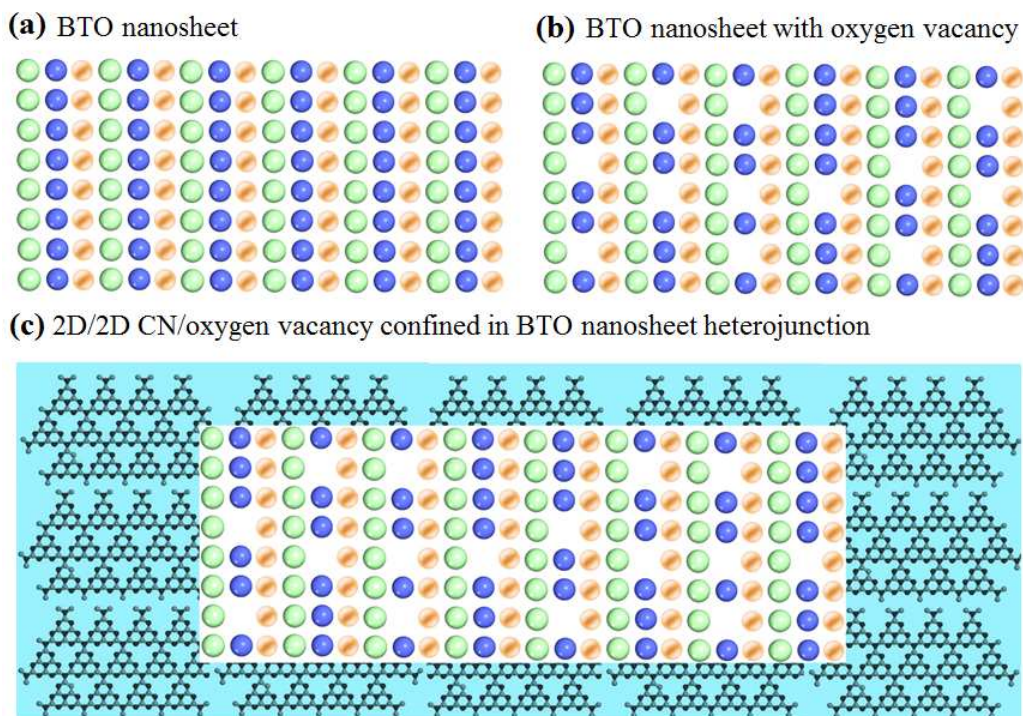 (a) BTO nanosheet
(b) BTO nanosheet with oxygen vacancy
(c) 2D/2D CN/oxygen vacancy confined in BTO nanosheet heterojunction